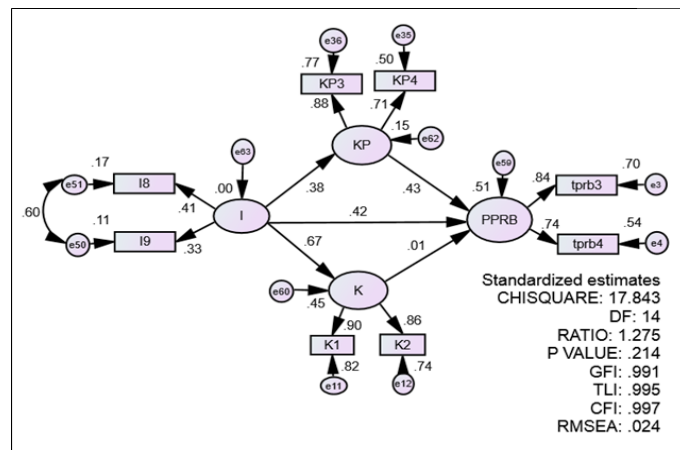 e36
e35
.77
.50
KP3
KP4
.88
.71
.15
KP
e62
e63
e59
e51
.17
I8
.00
.38
.43
.51
.84
.70
tprb3
e3
.60
.41
I
.42
PPRB
.11
e50
I9
.33
.74
.54
tprb4
e4
.67
.01
K
e60
.45
.90
.86
K1
K2
.82
.74
e11
e12
Standardized estimates
CHISQUARE: 17.843
DF: 14
RATIO: 1.275
P VALUE: .214
GFI: .991
TLI: .995
CFI: .997
RMSEA: .024